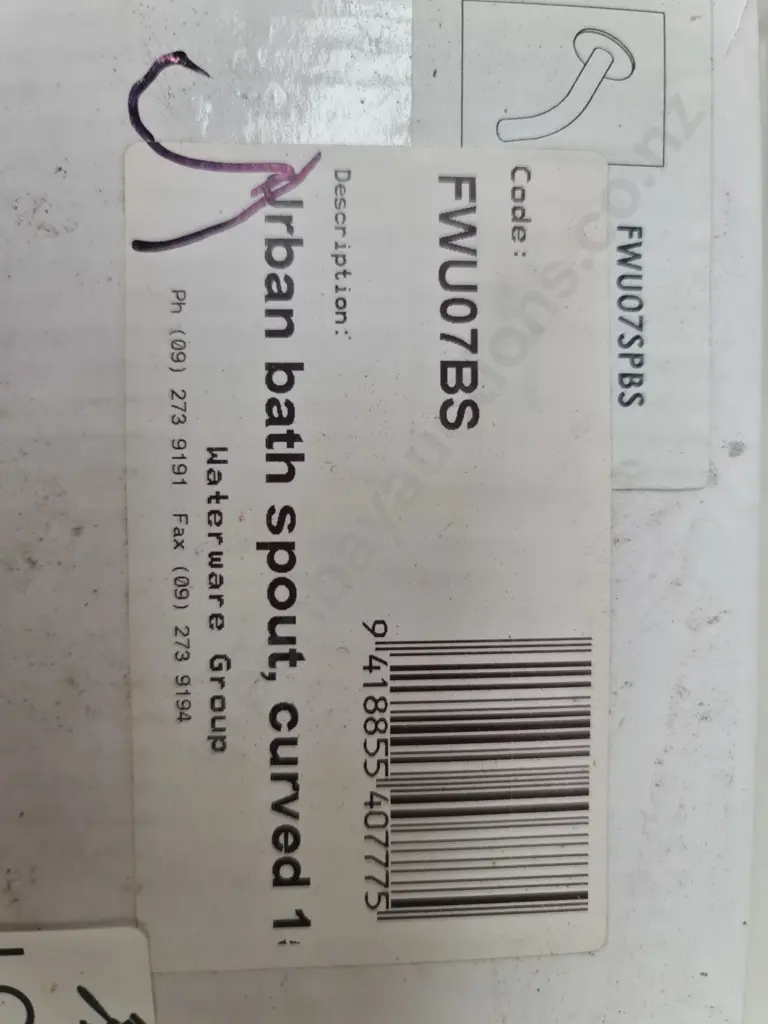 FWU07SPBS
Code:
FWU07BS
9 418855 407775
Description:
Urban bath spout, curved 1
Waterware Group
Ph (09) 273 9191 Fax (09) 273 9194